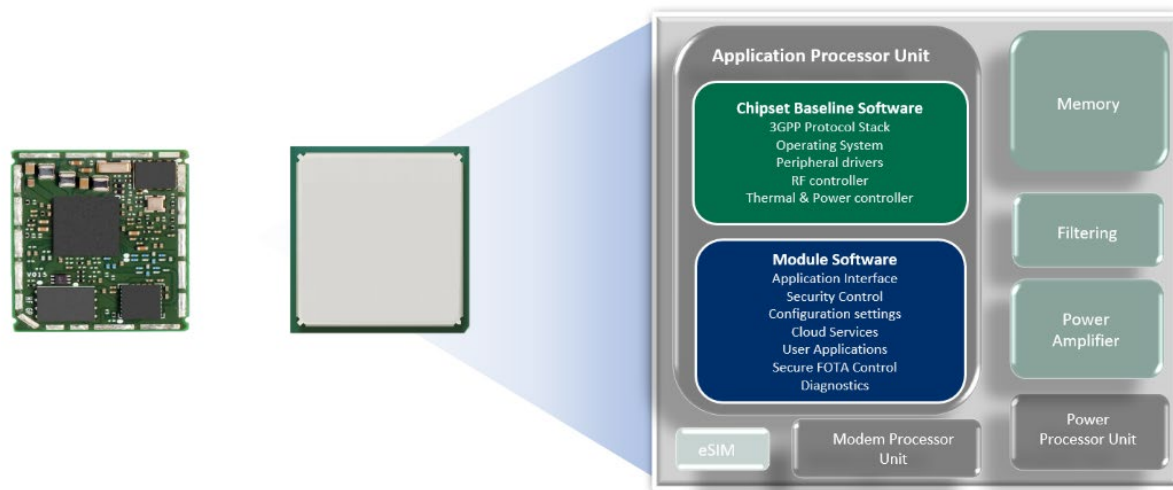 Application Processor Unit
Chipset Baseline Software
3GPP Protocol Stack
Operating System
Peripheral drivers
RF controller
Thermal & Power controller
Module Software
Application Interface
Security Control
Configuration settings
Cloud Services
User Applications
Secure FOTA Control
Diagnostics
eSIM
Modem Processor
Unit
Memory
Filtering
Power
Amplifier
Power
Processor Unit
V015